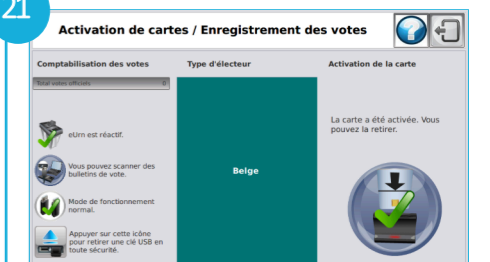 21
Activation de cartes / Enregistrement des votes
Comptabilisation des votes
Type d'électeur
Activation de la carte
Total votes officiels 0
eUrn est réactif.
Vous pouvez scanner des
bulletins de vote.
Mode de fonctionnement
normal.
Appuyer sur cette icône
pour retirer une clé USB en
toute sécurité.
Belge
La carte a été activée. Vous
pouvez la retirer.